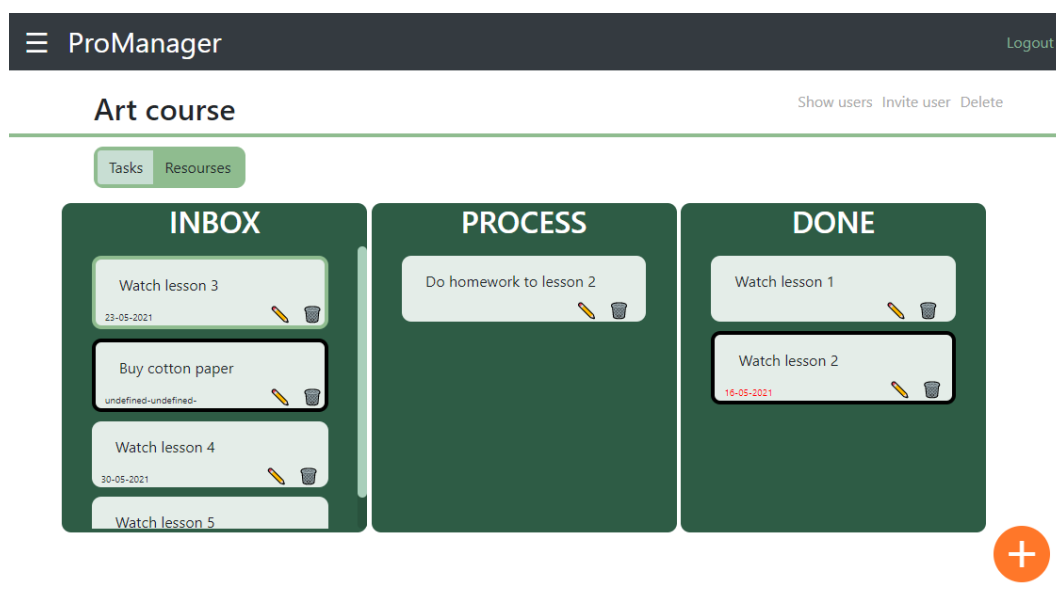 ProManager
Logout
Art course
Show users Invite user Delete
Tasks Resourses
INBOX
Watch lesson 3
23-05-2021
Buy cotton paper
undefined-undefined-
Watch lesson 4
30-05-2021
Watch lesson 5
PROCESS
Do homework to lesson 2
DONE
Watch lesson 1
Watch lesson 2
16-05-2021